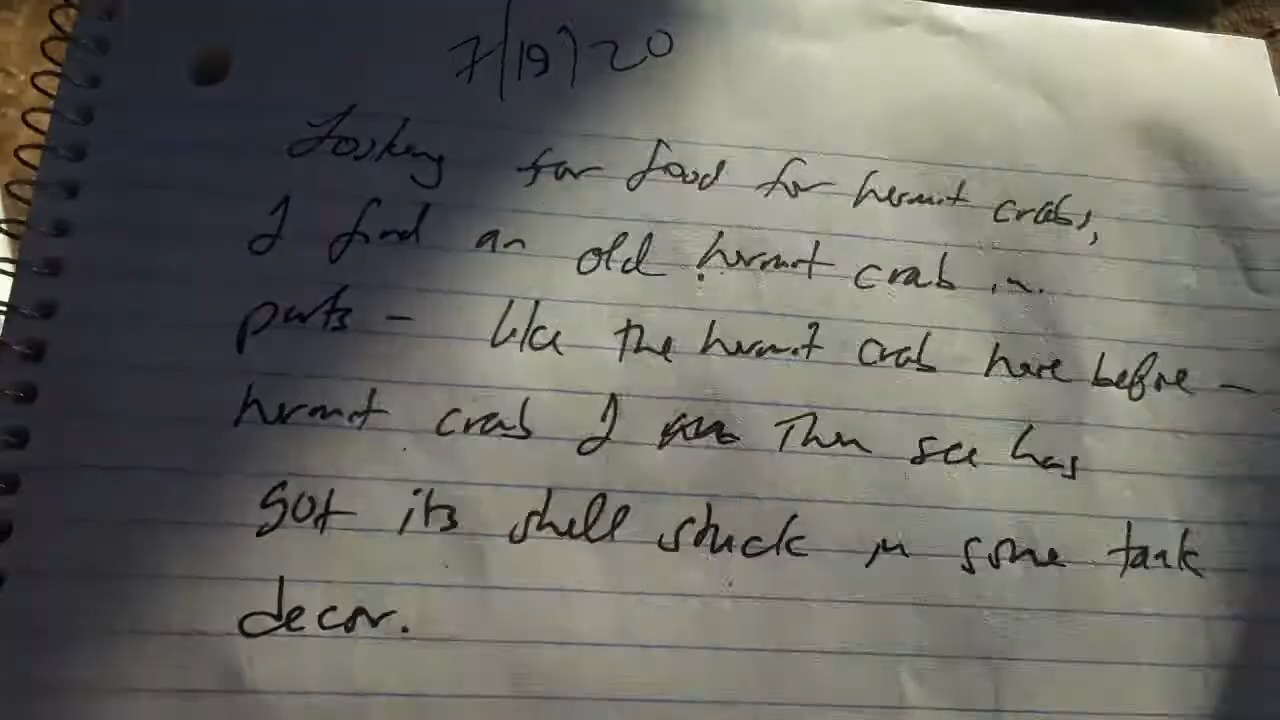 7/19/20
Looking for food for hermit crabs,
I find an old hermit crab in
parts - like the hermit crab here before -
hermit crab I then see has
got its shell stuck in some tank
decor.